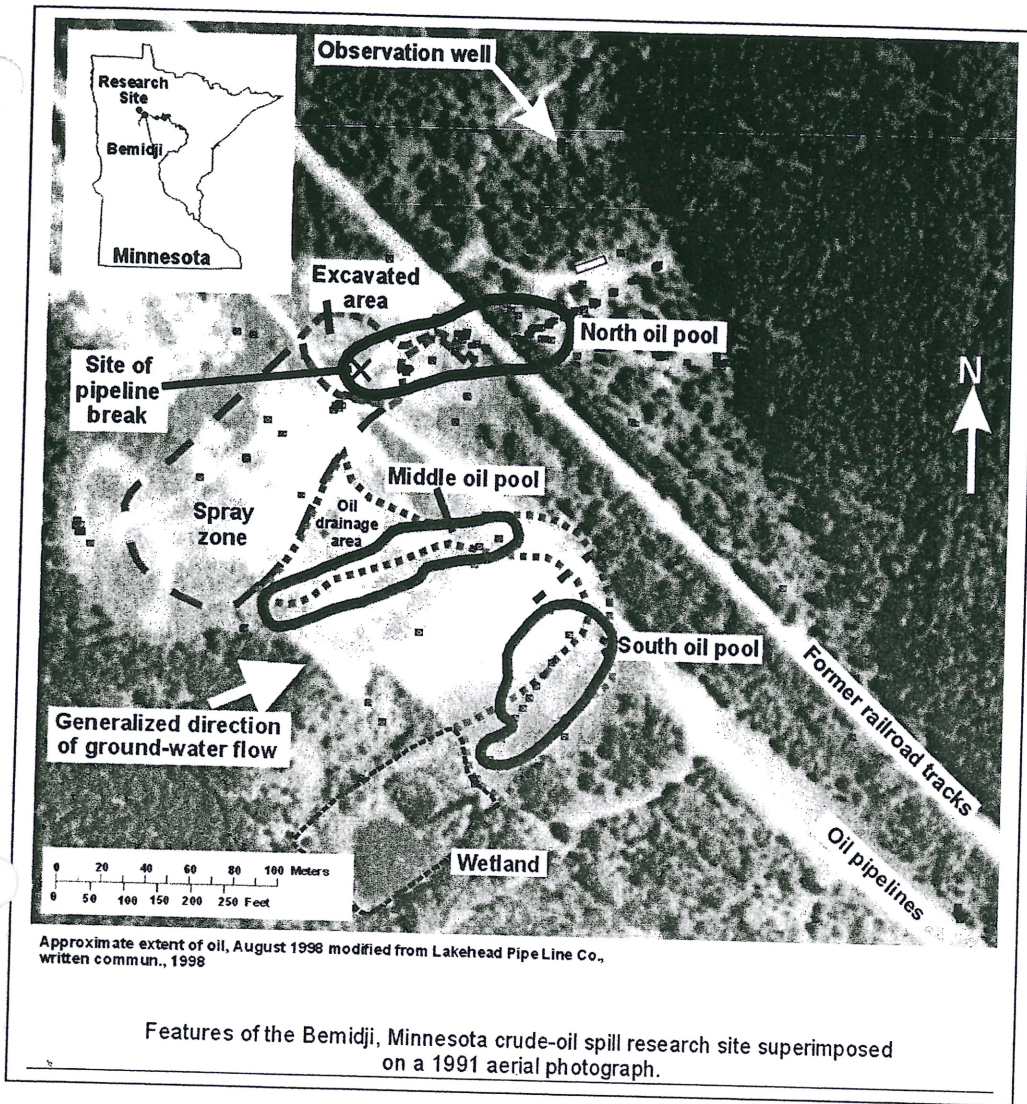 Observation well
Research
Site
Bemidji
Minnesota
Excavated
area
North oil pool
Site of
pipeline
break
N
Middle oil pool
Spray
zone
Oil
drainage
area
South oil pool
Former railroad tracks
Generalized direction
of ground-water flow
Oil pipelines
Wetland
0 20 40 60 80 100 Meters
0 50 100 150 200 250 Feet
Approximate extent of oil, August 1998 modified from Lakehead Pipe Line Co.,
written commun., 1998
Features of the Bemidji, Minnesota crude-oil spill research site superimposed
on a 1991 aerial photograph.